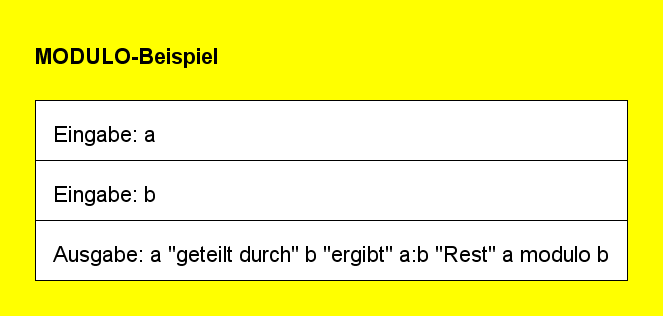 MODULO-Beispiel
Eingabe: a
Eingabe: b
Ausgabe: a "geteilt durch" b "ergibt" a:b "Rest" a modulo b